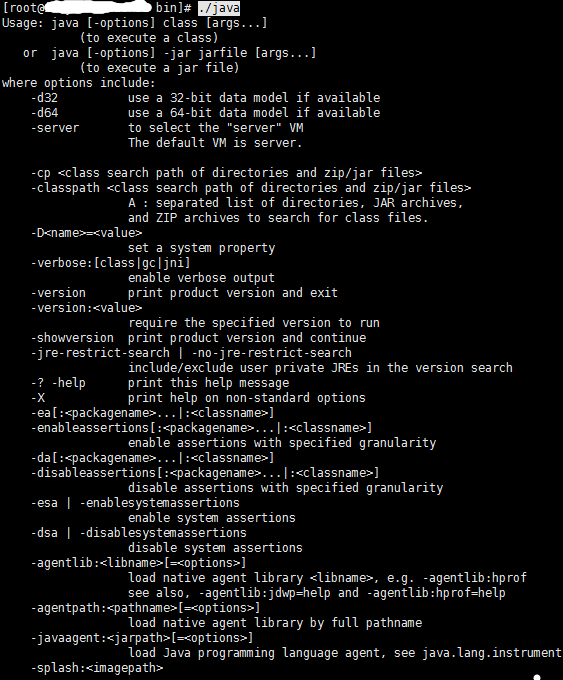 [root@ bin]# ./java
Usage: java [-options] class [args...]
(to execute a class)
or java [-options] -jar jarfile [args...]
(to execute a jar file)
where options include:
-d32 use a 32-bit data model if available
-d64 use a 64-bit data model if available
-server to select the "server" VM
The default VM is server.
-cp <class search path of directories and zip/jar files>
-classpath <class search path of directories and zip/jar files>
A : separated list of directories, JAR archives,
and ZIP archives to search for class files.
-D<name>=<value>
set a system property
-verbose:[class|gc|jni]
enable verbose output
-version print product version and exit
-version:<value>
require the specified version to run
-showversion print product version and continue
-jre-restrict-search | -no-jre-restrict-search
include/exclude user private JREs in the version search
-? -help print this help message
-X print help on non-standard options
-ea[:<packagename>...|:<classname>]
-enableassertions[:<packagename>...|:<classname>]
enable assertions with specified granularity
-da[:<packagename>...|:<classname>]
-disableassertions[:<packagename>...|:<classname>]
disable assertions with specified granularity
-esa | -enablesystemassertions
enable system assertions
-dsa | -disablesystemassertions
disable system assertions
-agentlib:<libname>[=<options>]
load native agent library <libname>, e.g. -agentlib:hprof
see also, -agentlib:jdwp=help and -agentlib:hprof=help
-agentpath:<pathname>[=<options>]
load native agent library by full pathname
-javaagent:<jarpath>[=<options>]
load Java programming language agent, see java.lang.instrument
-splash:<imagepath>